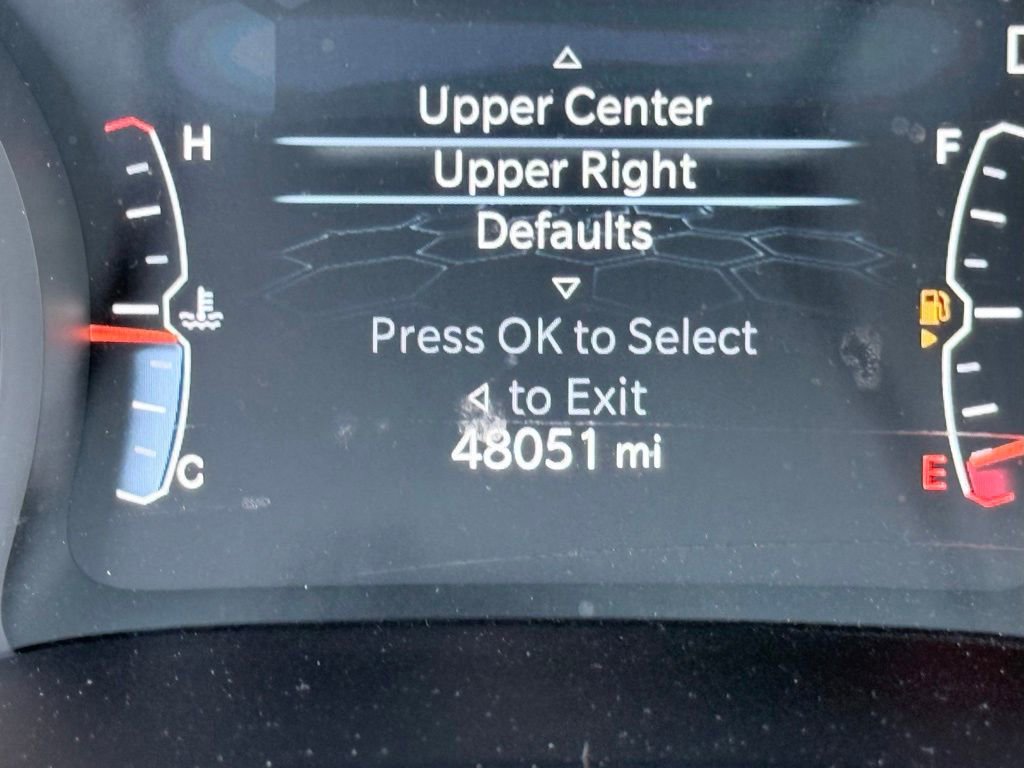 Upper Center
H
F
Upper Right
Defaults
Press OK to Select
to Exit
48051 mi
C
E